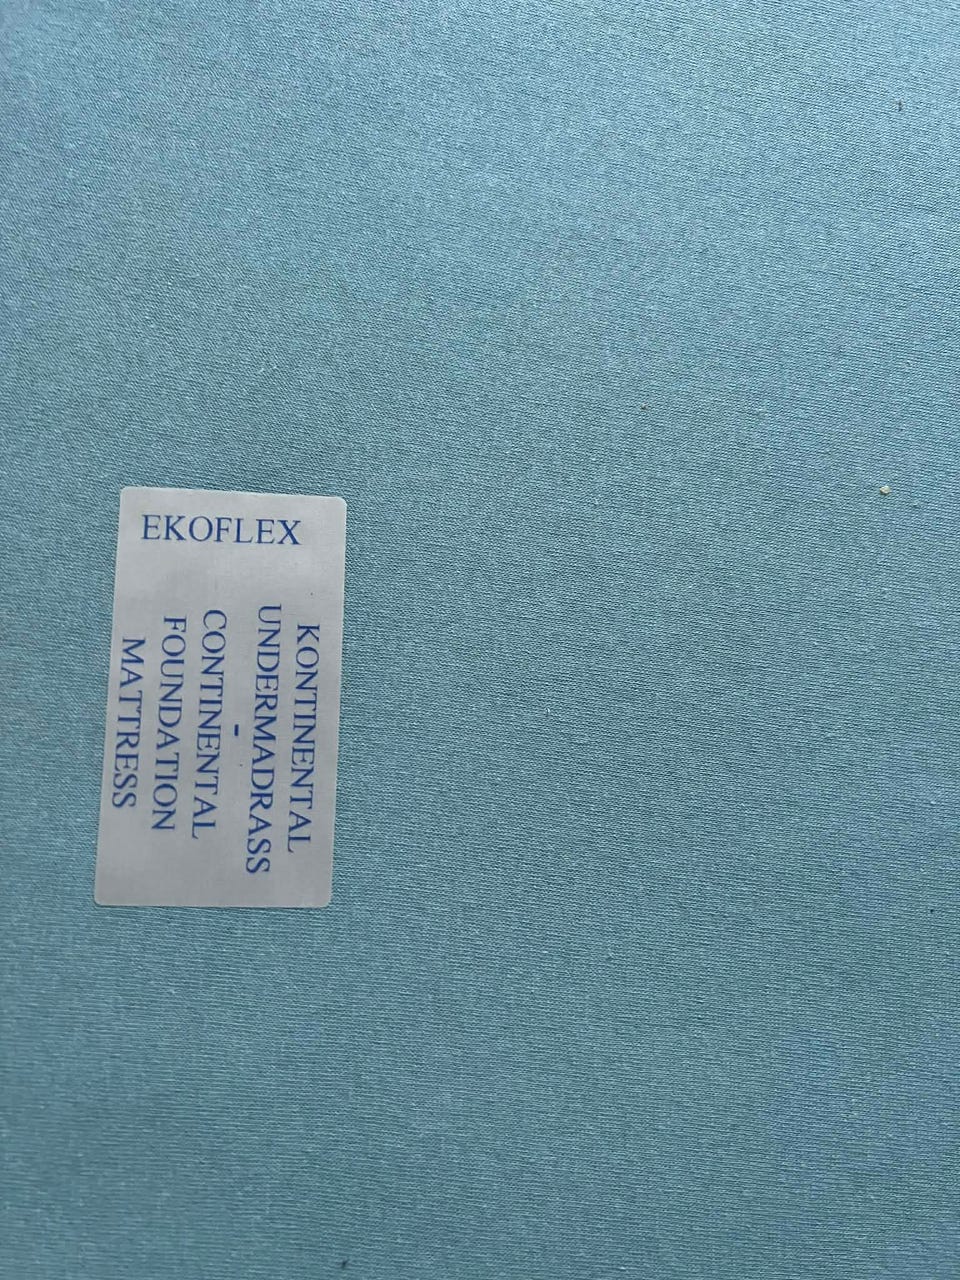 EKOFLEX
KONTINENTAL
UNDERMADRASS
-
CONTINENTAL
FOUNDATION
MATTRESS